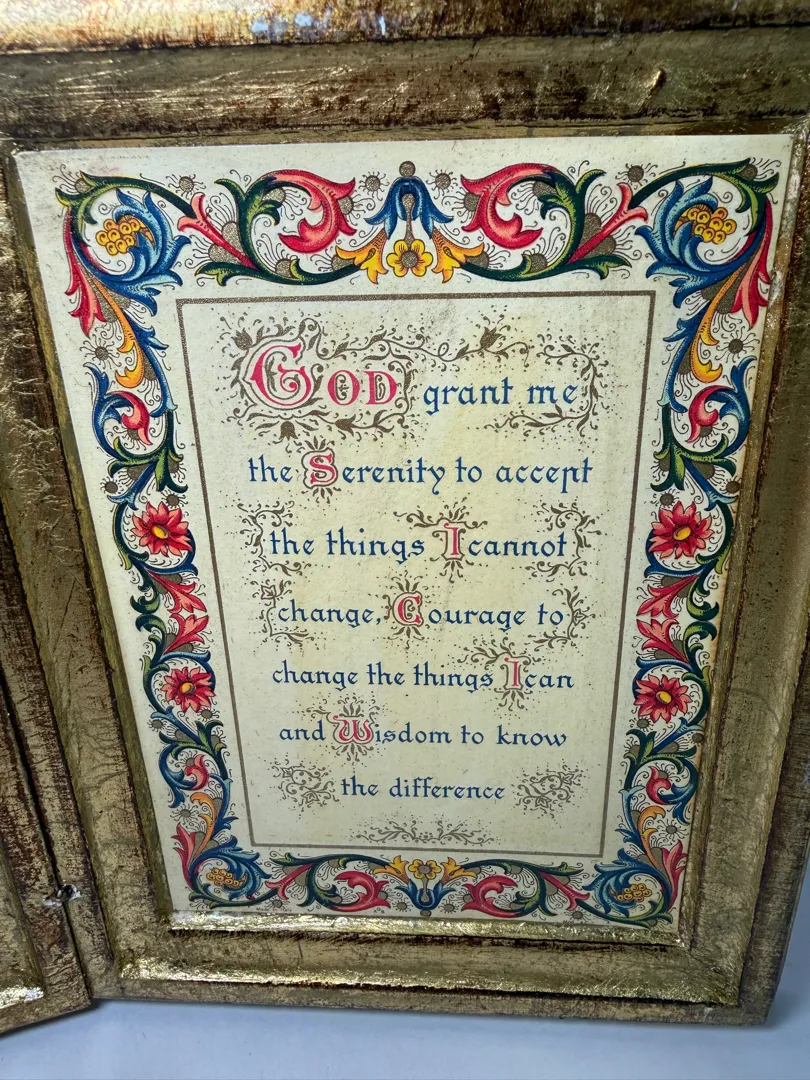 GOD grant me
the Serenity to accept
the things I cannot
change, Courage to
change the things I can
and Wisdom to know
the difference